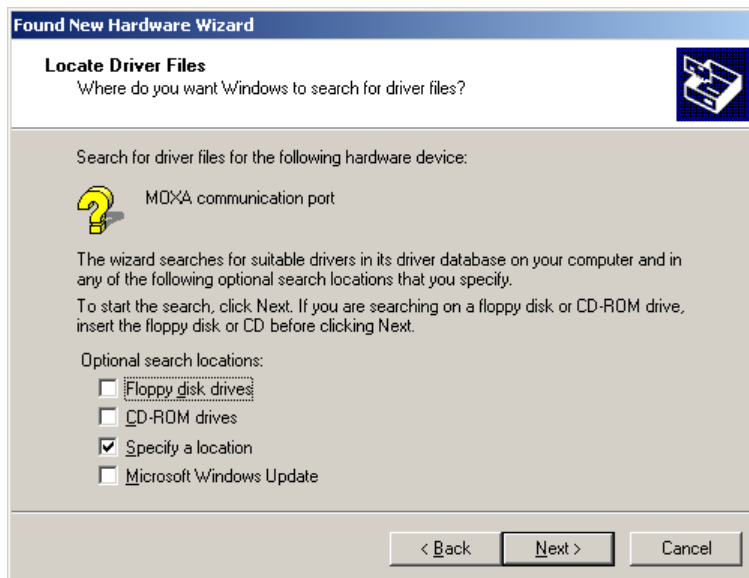 Found New Hardware Wizard
Locate Driver Files
Where do you want Windows to search for driver files?
Search for driver files for the following hardware device:
MOXA communication port
The wizard searches for suitable drivers in its driver database on your computer and in
any of the following optional search locations that you specify.
To start the search, click Next. If you are searching on a floppy disk or CD-ROM drive,
insert the floppy disk or CD before clicking Next.
Optional search locations:
Floppy disk drives
CD-ROM drives
Specify a location
Microsoft Windows Update
< Back Next > Cancel